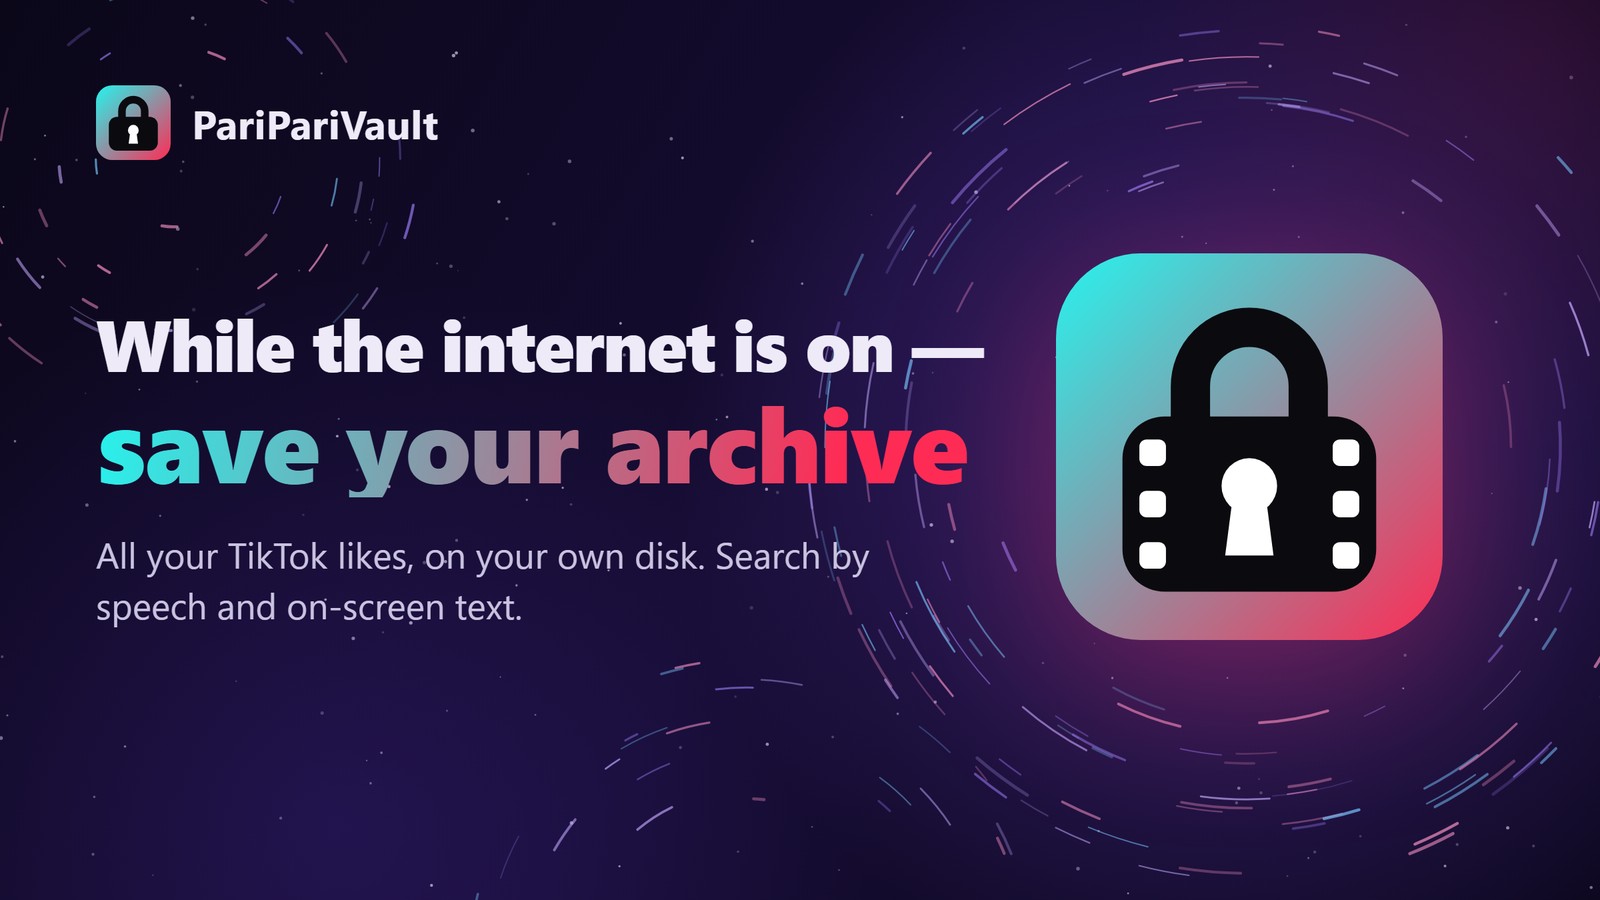 PariPariVault
While the internet is on —
save your archive
All your TikTok likes, on your own disk. Search by
speech and on-screen text.